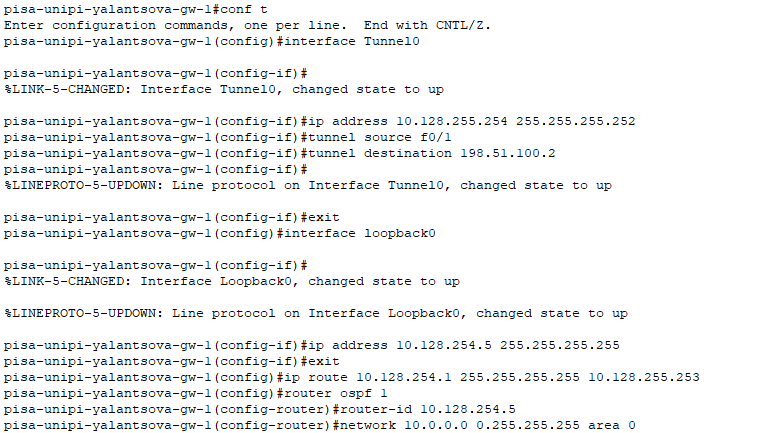 pisa-unipi-yalantsova-gw-1#conf t
Enter configuration commands, one per line.  End with CNTL/Z.
pisa-unipi-yalantsova-gw-1(config)#interface Tunnel0
pisa-unipi-yalantsova-gw-1(config-if)#
%LINK-5-CHANGED: Interface Tunnel0, changed state to up
pisa-unipi-yalantsova-gw-1(config-if)#ip address 10.128.255.254 255.255.255.252
pisa-unipi-yalantsova-gw-1(config-if)#tunnel source f0/1
pisa-unipi-yalantsova-gw-1(config-if)#tunnel destination 198.51.100.2
pisa-unipi-yalantsova-gw-1(config-if)#
%LINEPROTO-5-UPDOWN: Line protocol on Interface Tunnel0, changed state to up
pisa-unipi-yalantsova-gw-1(config-if)#exit
pisa-unipi-yalantsova-gw-1(config)#interface loopback0
pisa-unipi-yalantsova-gw-1(config-if)#
%LINK-5-CHANGED: Interface Loopback0, changed state to up
%LINEPROTO-5-UPDOWN: Line protocol on Interface Loopback0, changed state to up
pisa-unipi-yalantsova-gw-1(config-if)#ip address 10.128.254.5 255.255.255.255
pisa-unipi-yalantsova-gw-1(config-if)#exit
pisa-unipi-yalantsova-gw-1(config)#ip route 10.128.254.1 255.255.255.255 10.128.255.253
pisa-unipi-yalantsova-gw-1(config)#router ospf 1
pisa-unipi-yalantsova-gw-1(config-router)#router-id 10.128.254.5
pisa-unipi-yalantsova-gw-1(config-router)#network 10.0.0.0 0.255.255.255 area 0